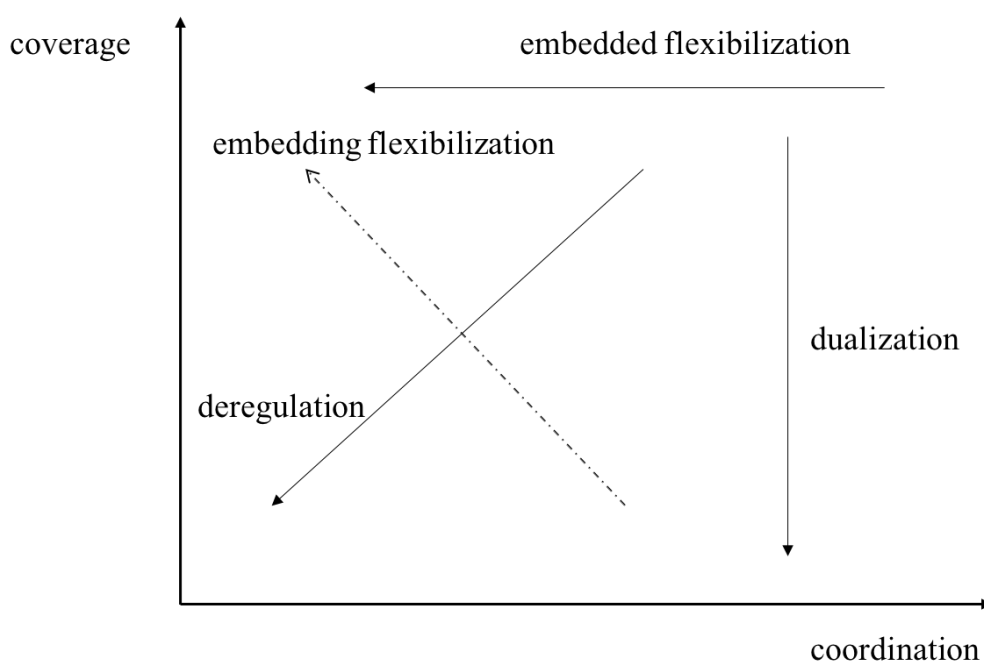 coverage
embedded flexibilization
embedding flexibilization
dualization
deregulation
coordination